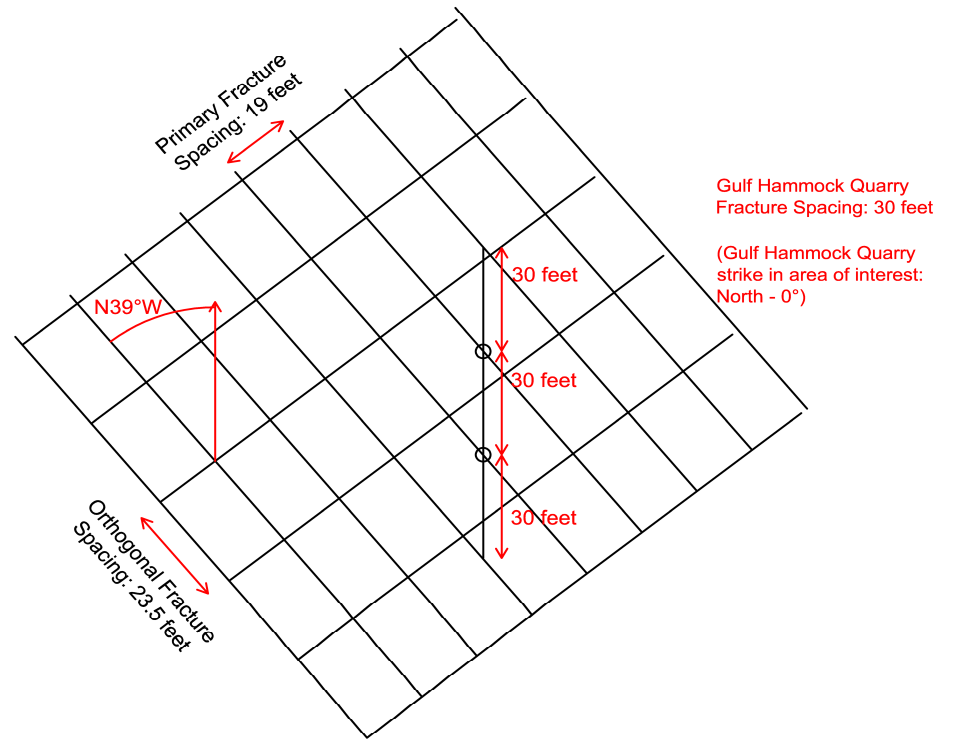 Primary Fracture
Spacing: 19 feet
Gulf Hammock Quarry
Fracture Spacing: 30 feet
(Gulf Hammock Quarry
strike in area of interest:
North - 0°)
30 feet
N39°W
30 feet
30 feet
Orthogonal Fracture
Spacing: 23.5 feet